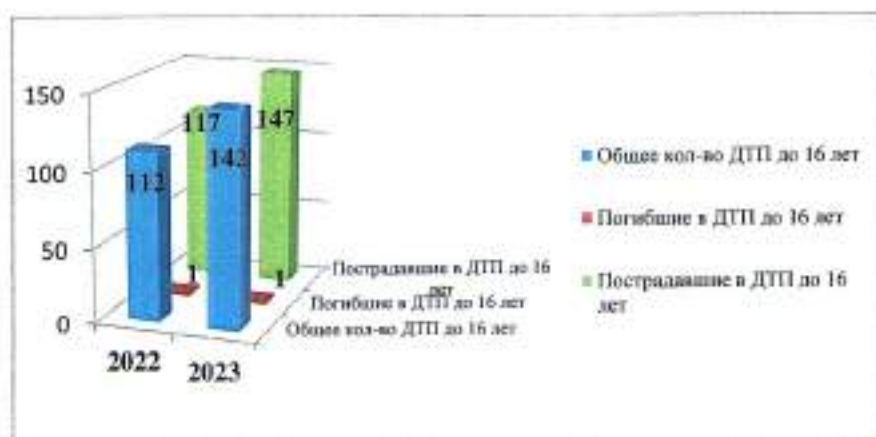 150
100
50
0
117
147
112
142
1
1
2022
2023
Пострадавшие в ДТП до 16
лет
Погибшие в ДТП до 16 лет
Общее кол-во ДТП до 16 лет
Общее кол-во ДТП до 16 лет
Погибшие в ДТП до 16 лет
Пострадавшие в ДТП до 16
лет